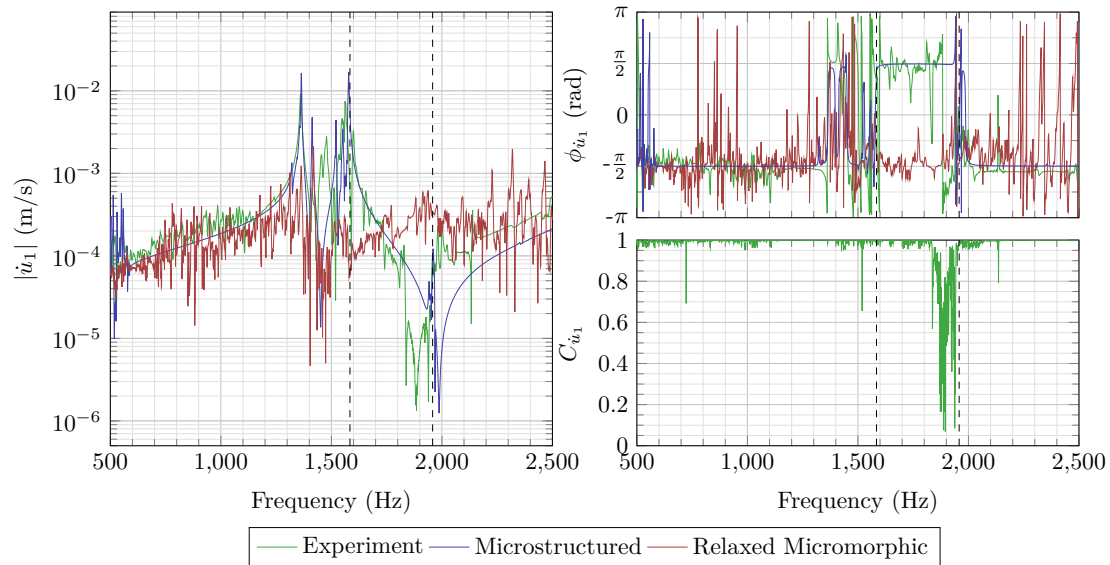 10⁻²
10⁻³
10⁻⁴
10⁻⁵
10⁻⁶
|u̇₁| (m/s)
500 1,000 1,500 2,000 2,500
Frequency (Hz)
π
π/2
0
−π/2
−π
ϕu̇₁ (rad)
1
0.8
0.6
0.4
0.2
0
Cu̇₁
500 1,000 1,500 2,000 2,500
Frequency (Hz)
Experiment Microstructured Relaxed Micromorphic